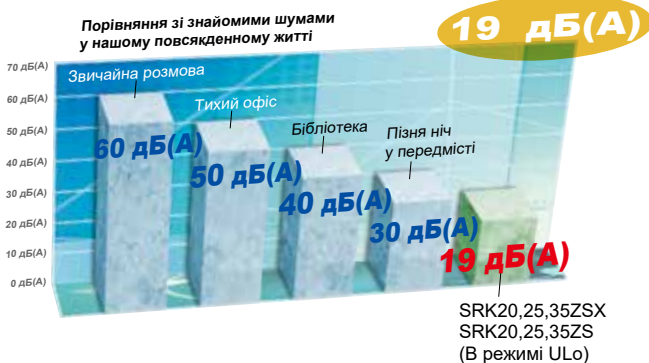 Порівняння зі знайомими шумами
у нашому повсякденному житті
19 дБ(А)
70 дБ(А)
60 дБ(А)
50 дБ(А)
40 дБ(А)
30 дБ(А)
20 дБ(А)
10 дБ(А)
0 дБ(А)
Звичайна розмова
60 дБ(А)
Тихий офіс
50 дБ(А)
Бібліотека
40 дБ(А)
Пізня ніч
у передмісті
30 дБ(А)
19 дБ(А)
SRK20,25,35ZSX
SRK20,25,35ZS
(В режимі ULo)